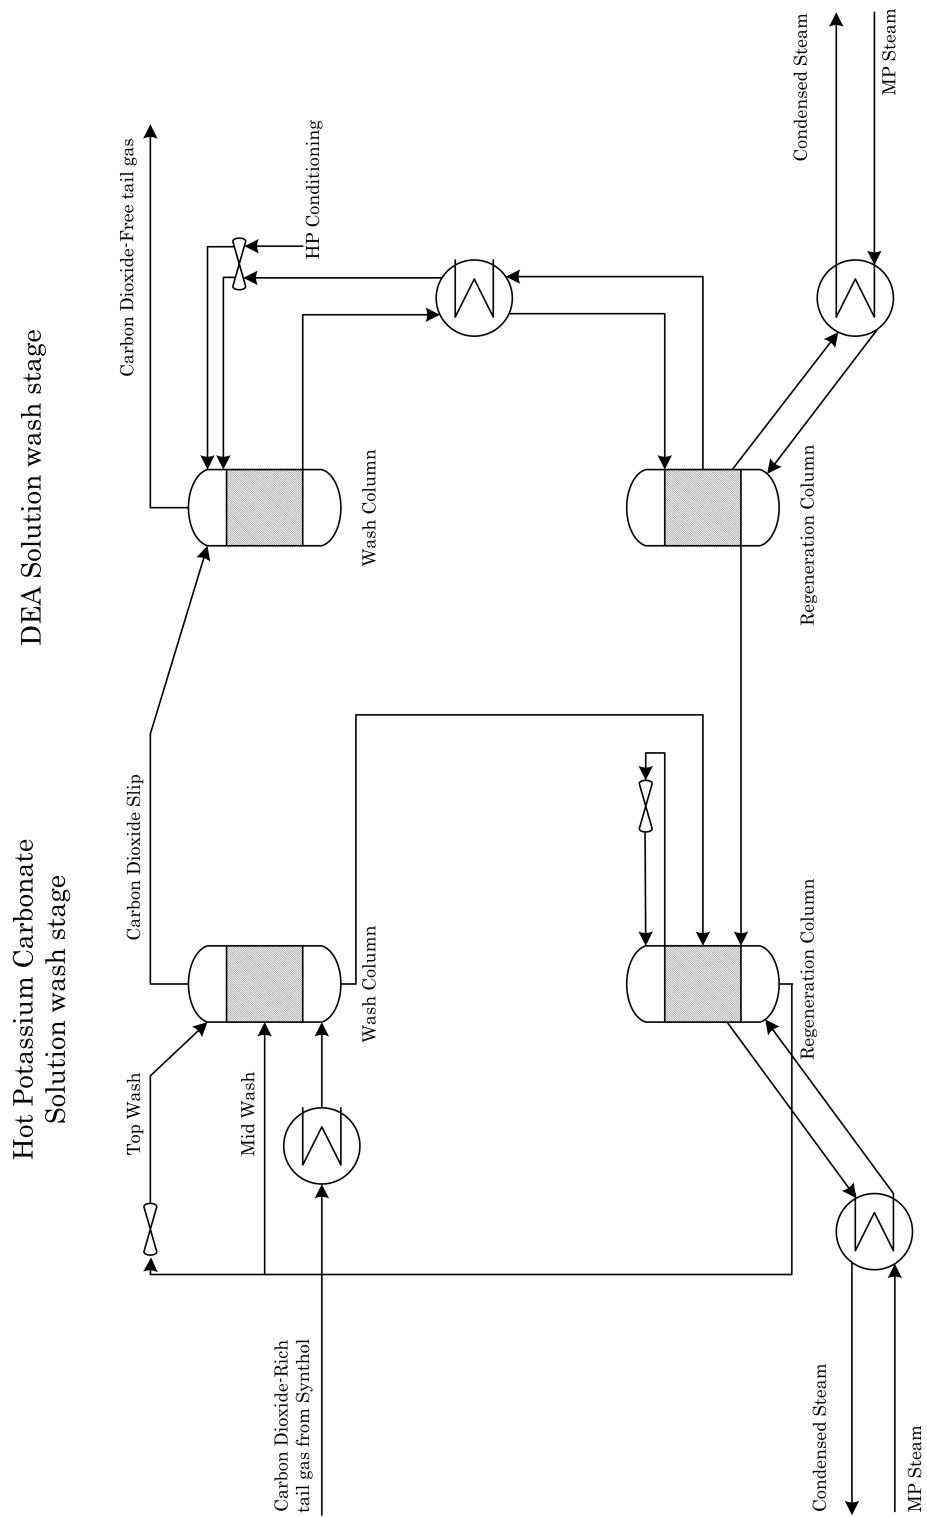 Hot Potassium Carbonate
Solution wash stage
DEA Solution wash stage
Carbon Dioxide-Free tail gas
Carbon Dioxide Slip
Top Wash
Mid Wash
HP Conditioning
Carbon Dioxide-Rich
tail gas from Synthol
Wash Column
Wash Column
Regeneration Column
Regeneration Column
Condensed Steam
MP Steam
Condensed Steam
MP Steam